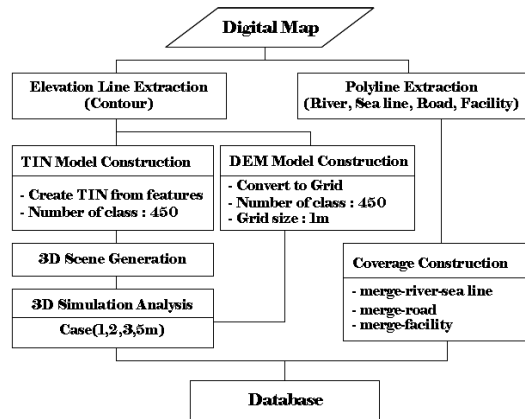 Digital Map
Elevation Line Extraction
(Contour)
Polyline Extraction
(River, Sea line, Road, Facility)
TIN Model Construction
- Create TIN from features
- Number of class : 450
DEM Model Construction
- Convert to Grid
- Number of class : 450
- Grid size : 1m
3D Scene Generation
3D Simulation Analysis
Case(1,2,3,5m)
Coverage Construction
- merge-river-sea line
- merge-road
- merge-facility
Database